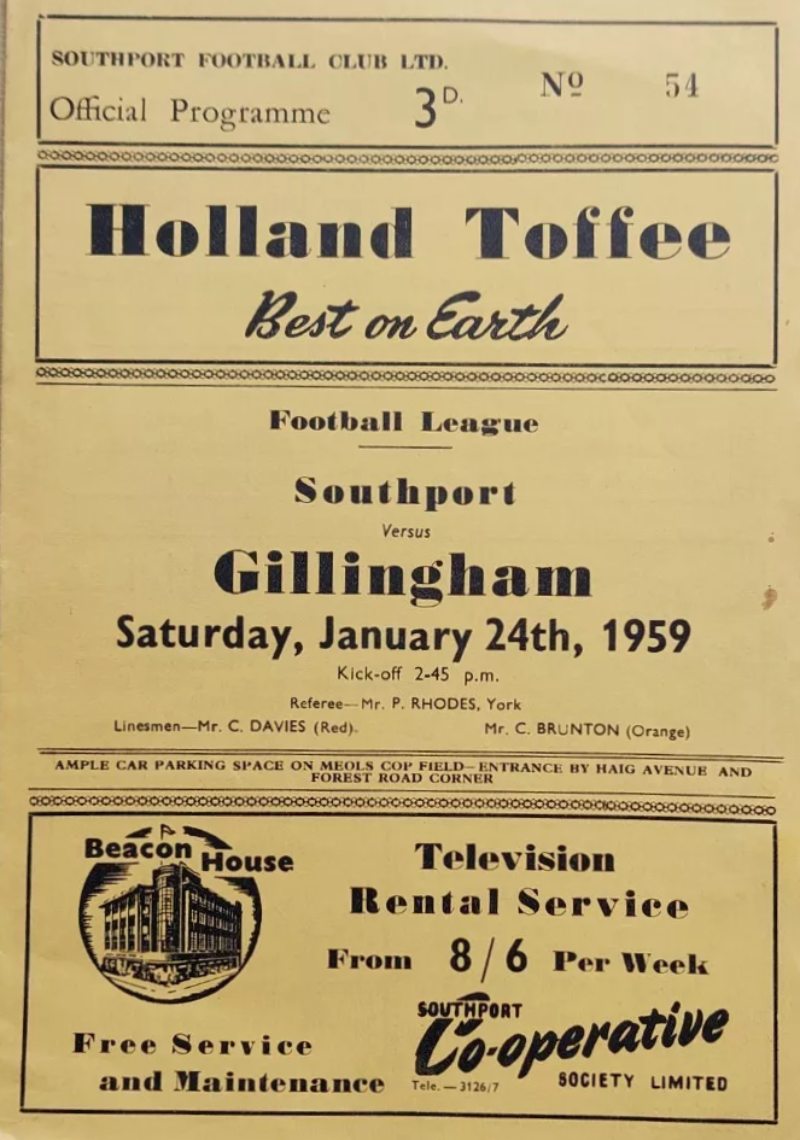 SOUTHPORT FOOTBALL CLUB LTD.
Official Programme 3D. Nº 54
Holland Toffee
Best on Earth
Football League
Southport
Versus
Gillingham
Saturday, January 24th, 1959
Kick-off 2-45 p.m.
Referee—Mr. P. RHODES, York
Linesmen—Mr. C. DAVIES (Red). Mr. C. BRUNTON (Orange)
AMPLE CAR PARKING SPACE ON MEOLS COP FIELD—ENTRANCE BY HAIG AVENUE AND
FOREST ROAD CORNER
Beacon House
Television
Rental Service
From 8/6 Per Week
Free Service
and Maintenance
SOUTHPORT
Co-operative
SOCIETY LIMITED
Tele.—3126/7